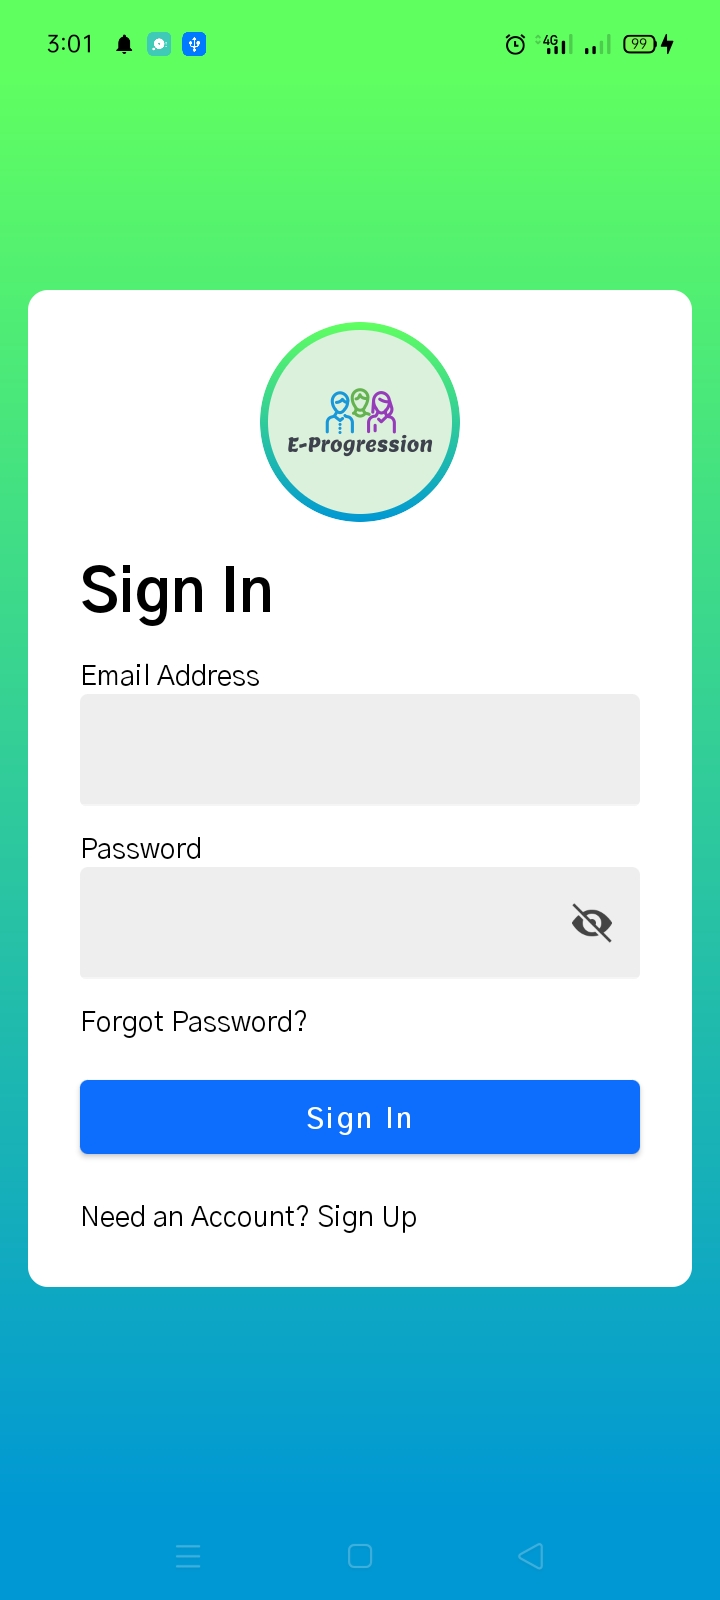 3:01 4G 99
E-Progression
Sign In
Email Address
Password
Forgot Password?
Sign In
Need an Account? Sign Up